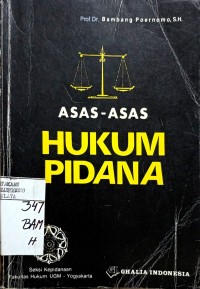 Prof Dr. Bambang Poernomo, S.H.
ASAS-ASAS
HUKUM
PIDANA
347
BAM
H
Seksi Kepidanaan
Fakultas Hukum UGM - Yogyakarta
GHALIA INDONESIA